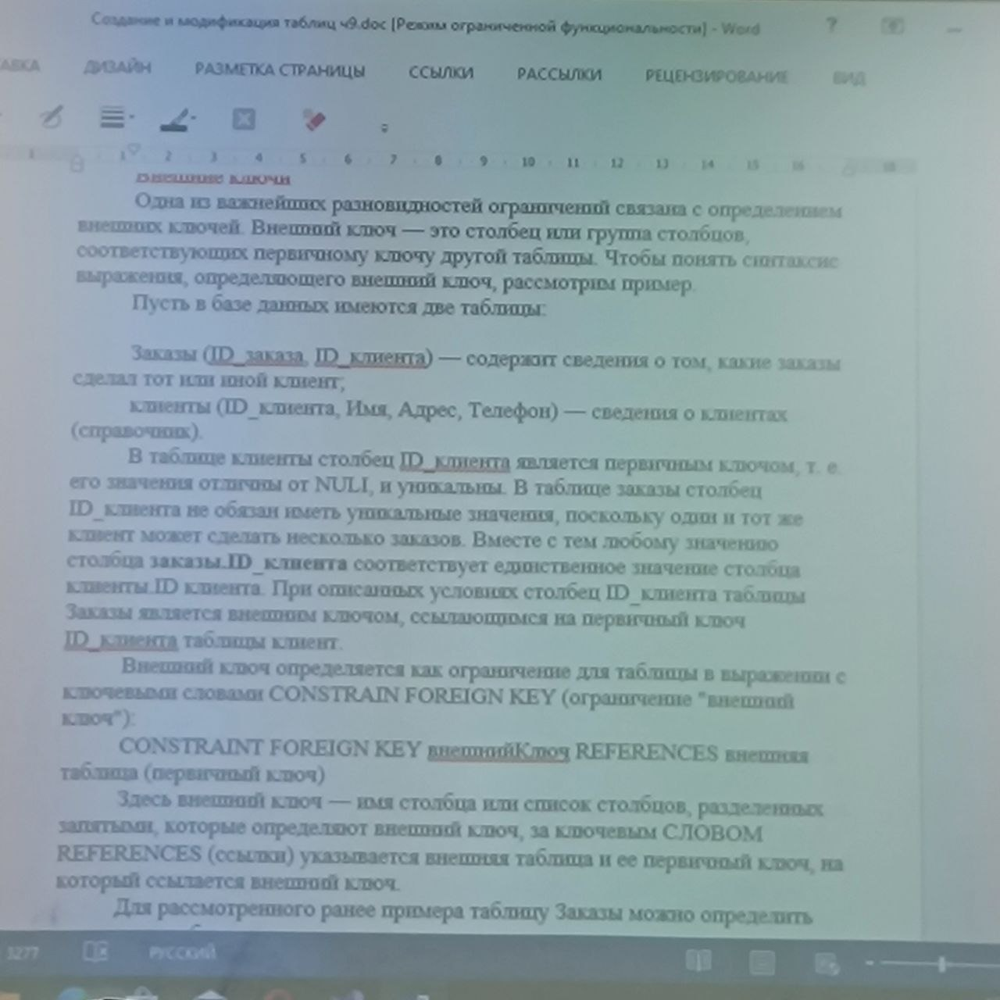 Создание и модификация таблиц ч9.doc [Режим ограниченной функциональности] - Word
АВКА ДИЗАЙН РАЗМЕТКА СТРАНИЦЫ ССЫЛКИ РАССЫЛКИ РЕЦЕНЗИРОВАНИЕ ВИД
1 1 2 3 4 5 6 7 8 9 10 11 12 13 14 15 16 18
Внешние ключи
Одна из важнейших разновидностей ограничений связана с определением
внешних ключей. Внешний ключ — это столбец или группа столбцов,
соответствующих первичному ключу другой таблицы. Чтобы понять синтаксис
выражения, определяющего внешний ключ, рассмотрим пример.
Пусть в базе данных имеются две таблицы:
Заказы (ID_заказа, ID_клиента) — содержит сведения о том, какие заказы
сделал тот или иной клиент;
клиенты (ID_клиента, Имя, Адрес, Телефон) — сведения о клиентах
(справочник).
В таблице клиенты столбец ID_клиента является первичным ключом, т. е.
его значения отличны от NULI, и уникальны. В таблице заказы столбец
ID_клиента не обязан иметь уникальные значения, поскольку один и тот же
клиент может сделать несколько заказов. Вместе с тем любому значению
столбца заказы.ID_клиента соответствует единственное значение столбца
клиенты.ID клиента. При описанных условиях столбец ID_клиента таблицы
Заказы является внешним ключом, ссылающимся на первичный ключ
ID_клиента таблицы клиент.
Внешний ключ определяется как ограничение для таблицы в выражении с
ключевыми словами CONSTRAIN FOREIGN KEY (ограничение "внешний
ключ"):
CONSTRAINT FOREIGN KEY внешнийКлюч REFERENCES внешняя
таблица (первичный ключ)
Здесь внешний ключ — имя столбца или список столбцов, разделенных
запятыми, которые определяют внешний ключ, за ключевым СЛОВОМ
REFERENCES (ссылки) указывается внешняя таблица и ее первичный ключ, на
который ссылается внешний ключ.
Для рассмотренного ранее примера таблицу Заказы можно определить
3277 РУССКИЙ